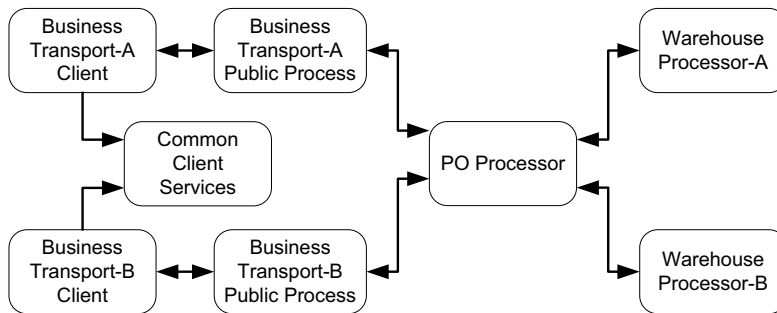 Business
Transport-A
Client
Business
Transport-A
Public Process
Warehouse
Processor-A
Common
Client
Services
PO Processor
Business
Transport-B
Client
Business
Transport-B
Public Process
Warehouse
Processor-B